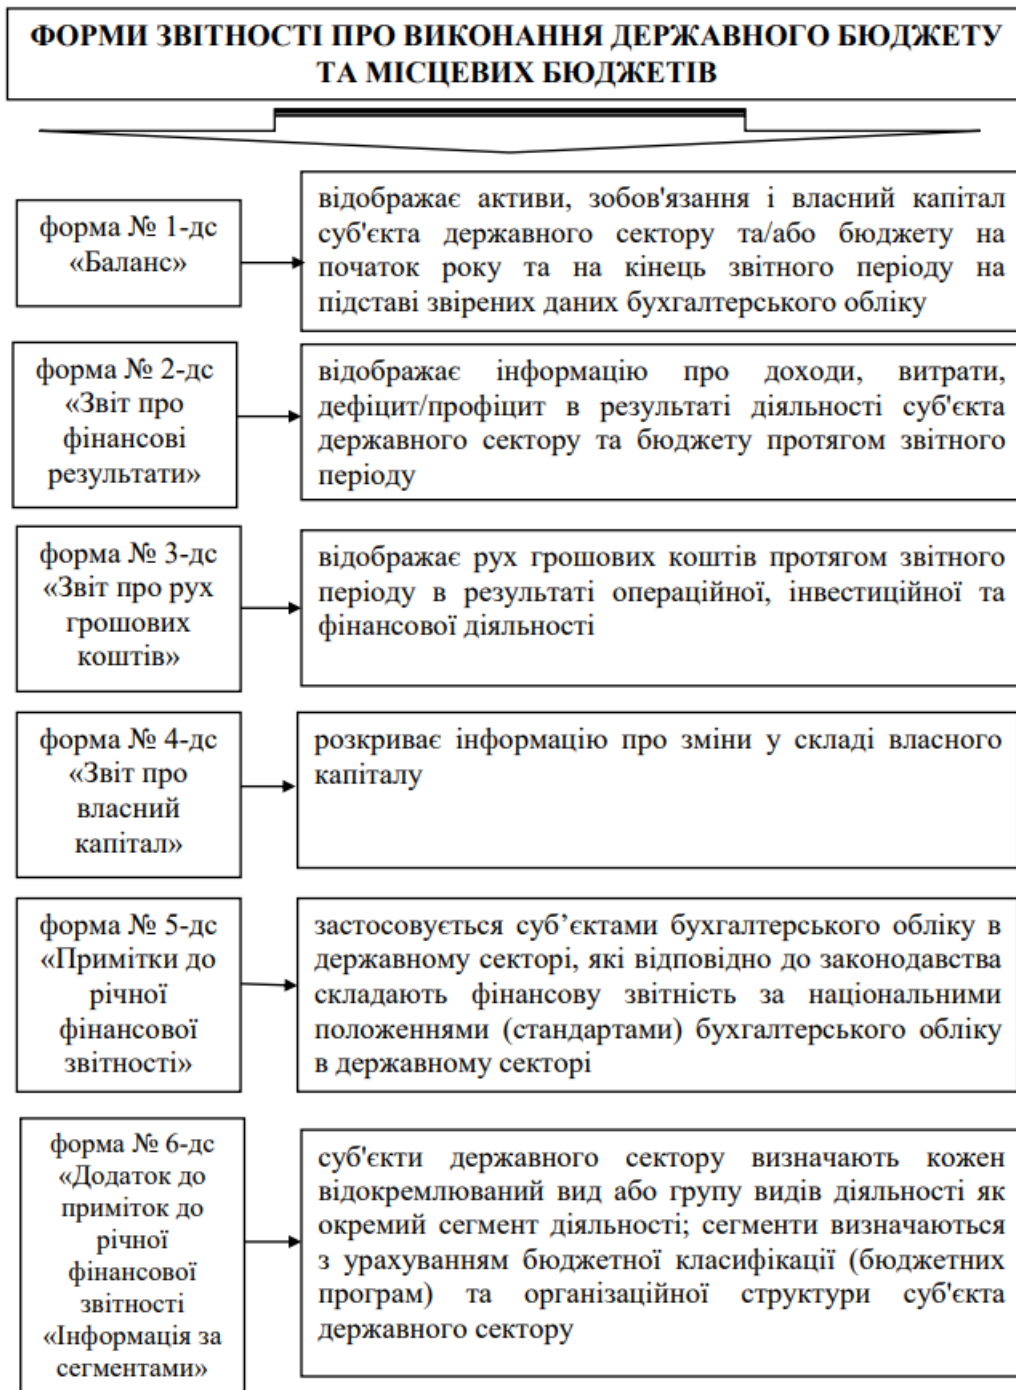 ФОРМИ ЗВІТНОСТІ ПРО ВИКОНАННЯ ДЕРЖАВНОГО БЮДЖЕТУ
ТА МІСЦЕВИХ БЮДЖЕТІВ
форма № 1-дс
«Баланс»
відображає активи, зобов'язання і власний капітал
суб'єкта державного сектору та/або бюджету на
початок року та на кінець звітного періоду на
підставі звірених даних бухгалтерського обліку
форма № 2-дс
«Звіт про
фінансові
результати»
відображає інформацію про доходи, витрати,
дефіцит/профіцит в результаті діяльності суб'єкта
державного сектору та бюджету протягом звітного
періоду
форма № 3-дс
«Звіт про рух
грошових
коштів»
відображає рух грошових коштів протягом звітного
періоду в результаті операційної, інвестиційної та
фінансової діяльності
форма № 4-дс
«Звіт про
власний
капітал»
розкриває інформацію про зміни у складі власного
капіталу
форма № 5-дс
«Примітки до
річної
фінансової
звітності»
застосовується суб’єктами бухгалтерського обліку в
державному секторі, які відповідно до законодавства
складають фінансову звітність за національними
положеннями (стандартами) бухгалтерського обліку
в державному секторі
форма № 6-дс
«Додаток до
приміток до
річної
фінансової
звітності
«Інформація за
сегментами»
суб'єкти державного сектору визначають кожен
відокремлюваний вид або групу видів діяльності як
окремий сегмент діяльності; сегменти визначаються
з урахуванням бюджетної класифікації (бюджетних
програм) та організаційної структури суб'єкта
державного сектору